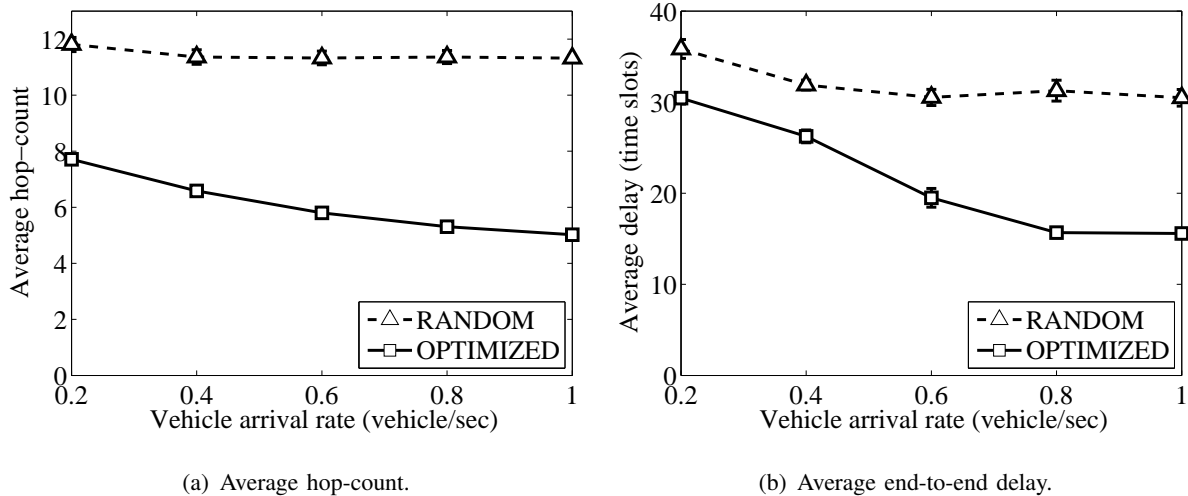 12
10
8
6
4
2
0
Average hop–count
0.2
0.4
0.6
0.8
1
Vehicle arrival rate (vehicle/sec)
RANDOM
OPTIMIZED
(a) Average hop-count.
40
30
20
10
0
Average delay (time slots)
0.2
0.4
0.6
0.8
1
Vehicle arrival rate (vehicle/sec)
RANDOM
OPTIMIZED
(b) Average end-to-end delay.